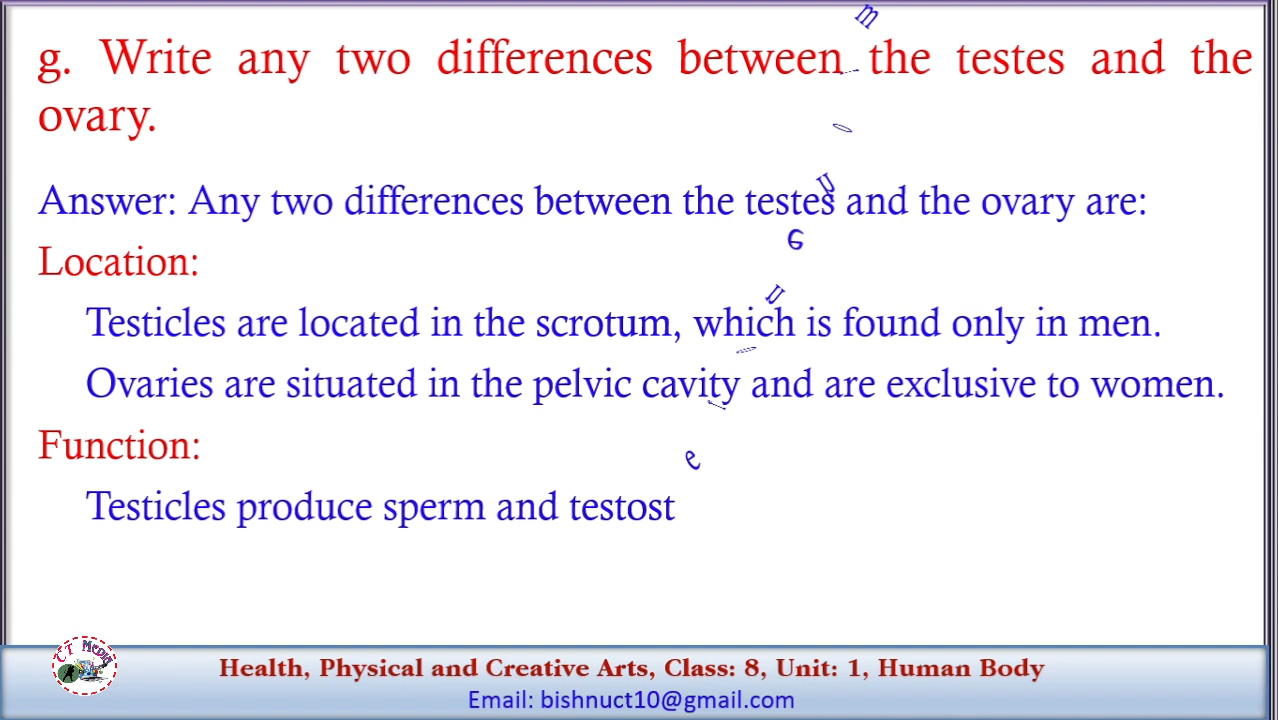 g. Write any two differences between the testes and the
ovary.
Answer: Any two differences between the testes and the ovary are:
Location:
Testicles are located in the scrotum, which is found only in men.
Ovaries are situated in the pelvic cavity and are exclusive to women.
Function:
Testicles produce sperm and testost
e
CT Media
Health, Physical and Creative Arts, Class: 8, Unit: 1, Human Body
Email: bishnuct10@gmail.com